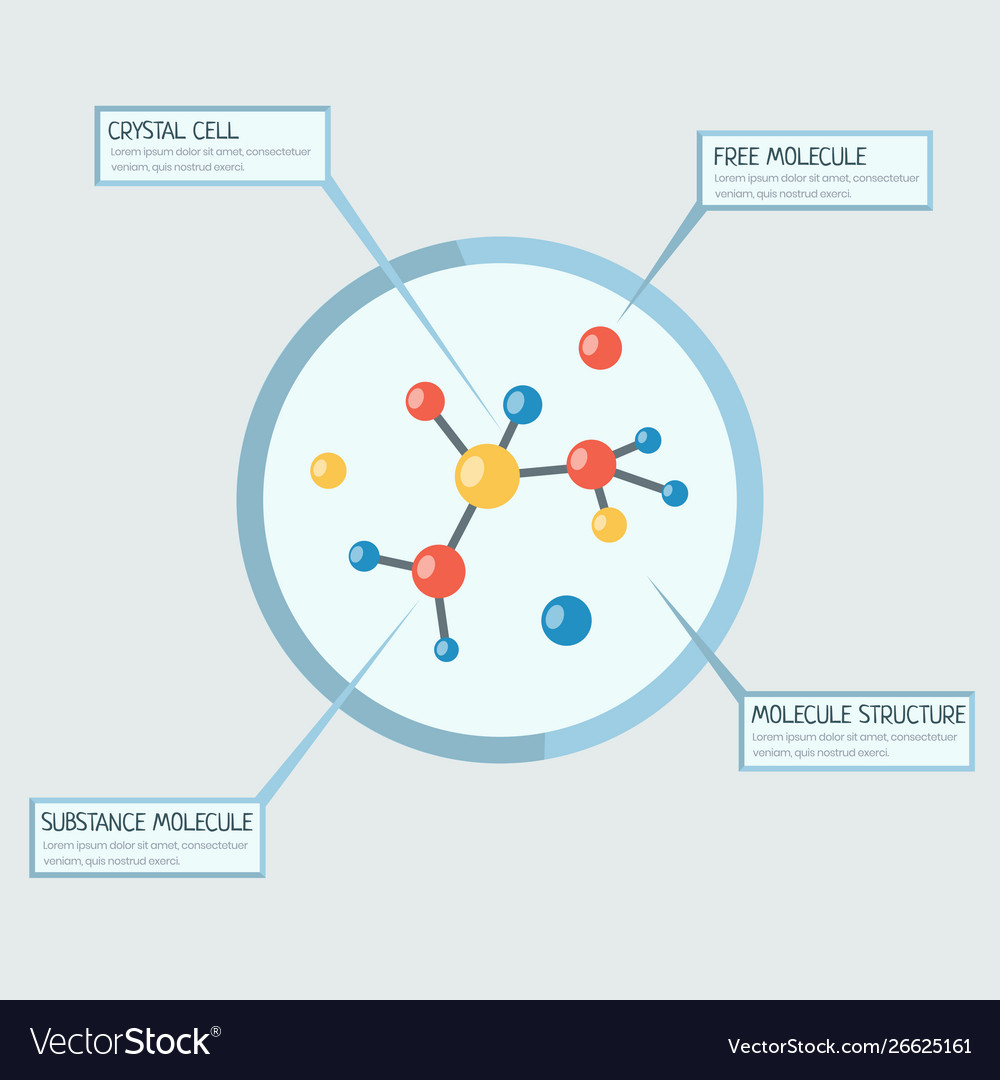 CRYSTAL CELL
Lorem ipsum dolor sit amet, consectetuer
veniam, quis nostrud exerci.
FREE MOLECULE
Lorem ipsum dolor sit amet, consectetuer
veniam, quis nostrud exerci.
MOLECULE STRUCTURE
Lorem ipsum dolor sit amet, consectetuer
veniam, quis nostrud exerci.
SUBSTANCE MOLECULE
Lorem ipsum dolor sit amet, consectetuer
veniam, quis nostrud exerci.
VectorStock®
VectorStock.com/26625161